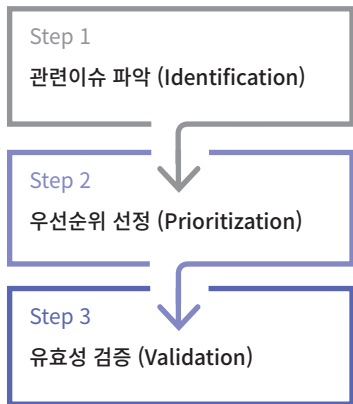 Step 1
관련이슈 파악 (Identification)
Step 2
우선순위 선정 (Prioritization)
Step 3
유효성 검증 (Validation)